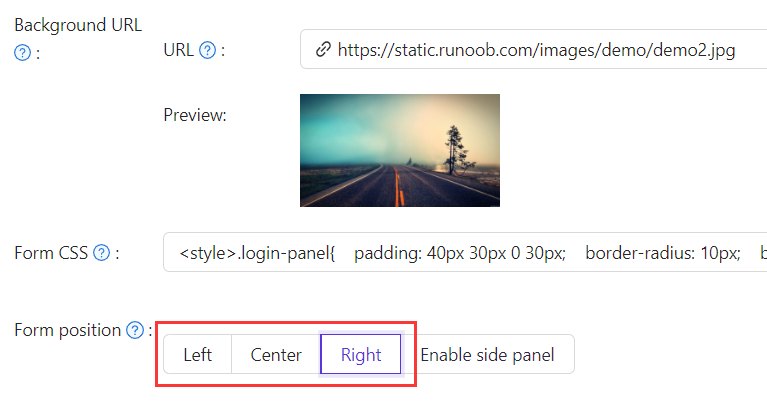 Background URL
? :
URL ? :
https://static.runoob.com/images/demo/demo2.jpg
Preview:
Form CSS ? :
<style>.login-panel{ padding: 40px 30px 0 30px; border-radius: 10px; b
Form position ? :
Left Center Right Enable side panel